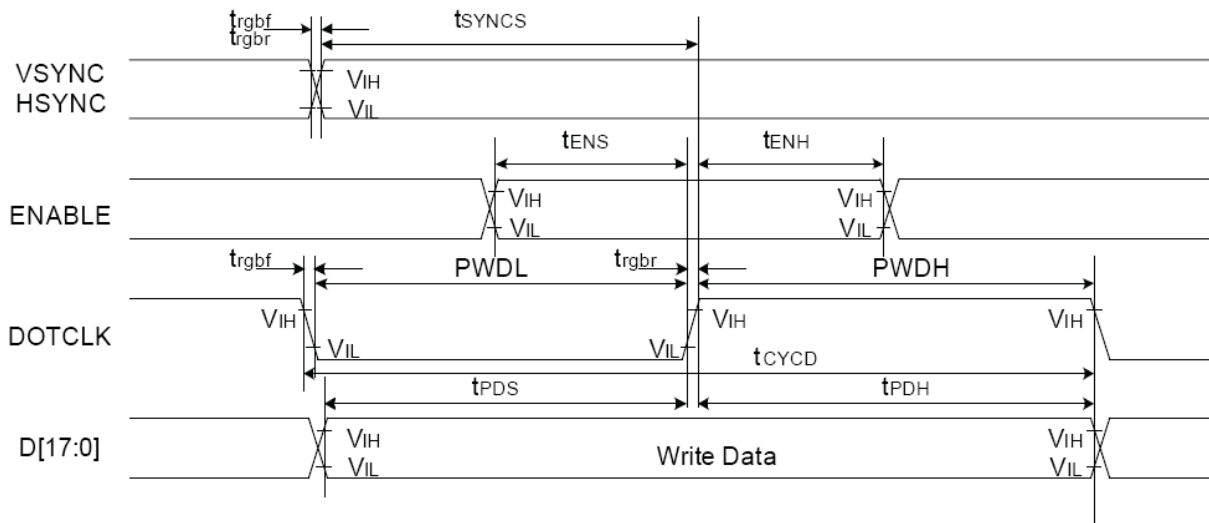 trgbf
trgbr
tSYNCS
VSYNC
HSYNC
VIH
VIL
tENS
tENH
ENABLE
VIH
VIL
VIH
VIL
trgbf
PWDL
trgbr
PWDH
DOTCLK
VIH
VIL
VIL
VIH
VIH
tCYCD
tPDS
tPDH
D[17:0]
VIH
VIL
Write Data
VIH
VIL